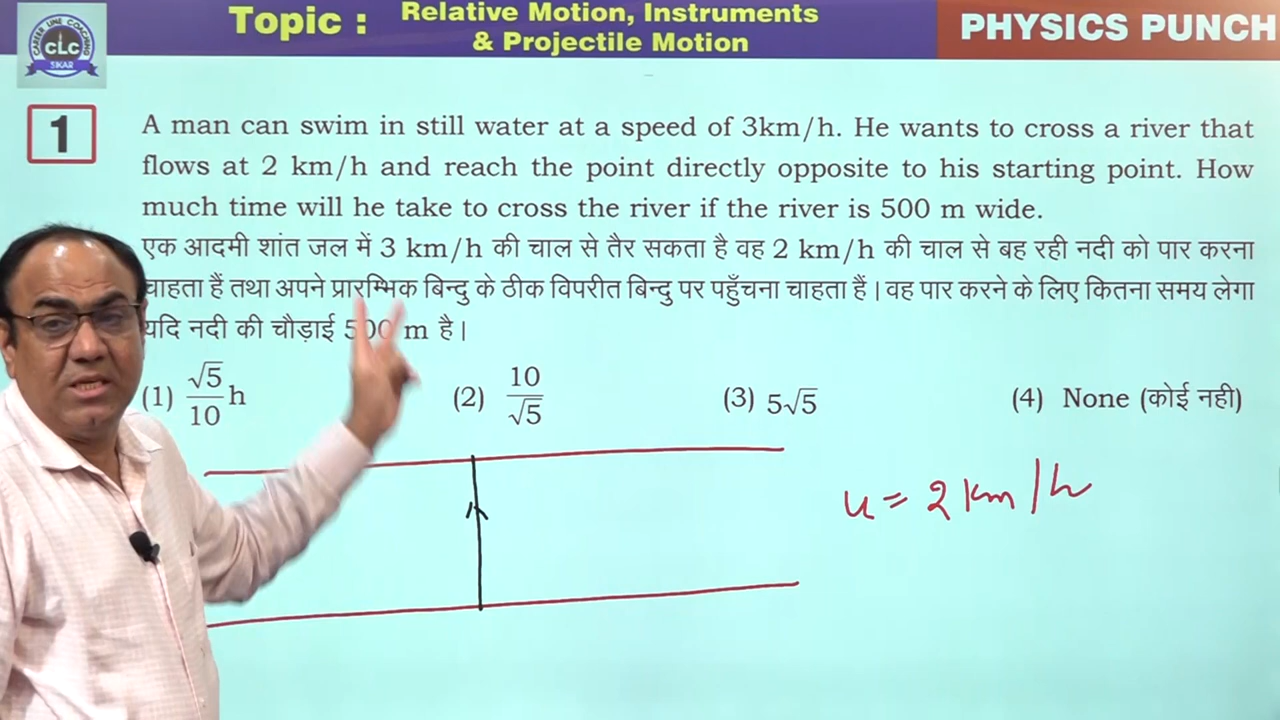 Topic : Relative Motion, Instruments
& Projectile Motion
PHYSICS PUNCH
CAREER LINE COACHING
CLC
SIKAR
1
A man can swim in still water at a speed of 3km/h. He wants to cross a river that
flows at 2 km/h and reach the point directly opposite to his starting point. How
much time will he take to cross the river if the river is 500 m wide.
एक आदमी शांत जल में 3 km/h की चाल से तैर सकता है वह 2 km/h की चाल से बह रही नदी को पार करना
चाहता हैं तथा अपने प्रारम्भिक बिन्दु के ठीक विपरीत बिन्दु पर पहुँचना चाहता हैं। वह पार करने के लिए कितना समय लेगा
यदि नदी की चौड़ाई 500 m है।
(1) √5/10 h (2) 10/√5 (3) 5√5 (4) None (कोई नही)
u = 2 km/h